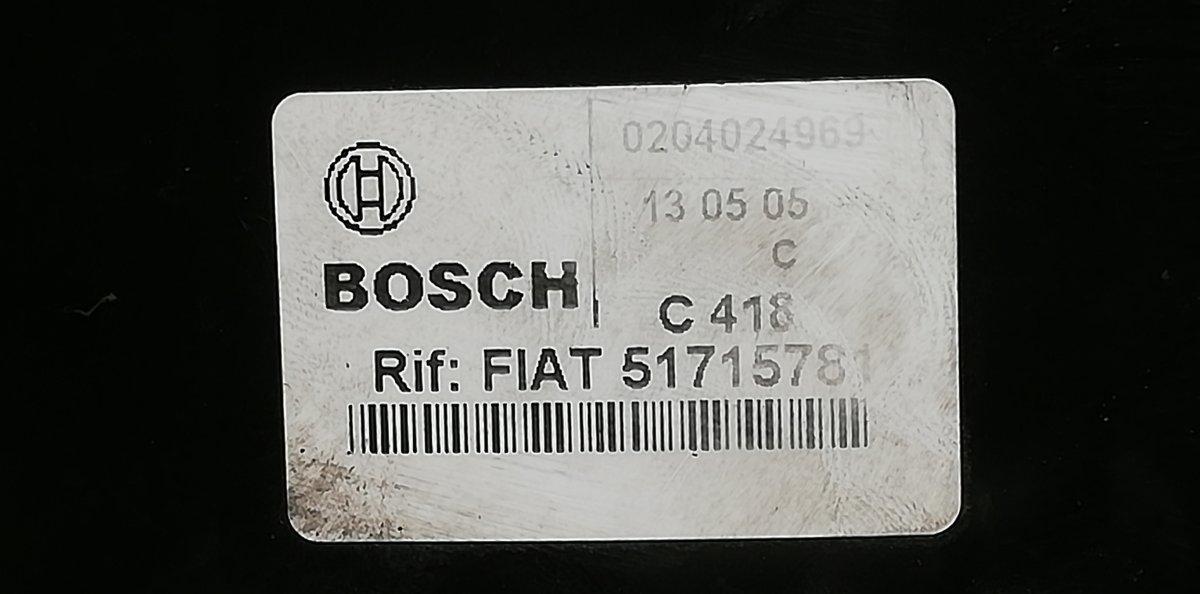 0204024969
13 05 05
C
BOSCH
C 418
Rif: FIAT 51715781